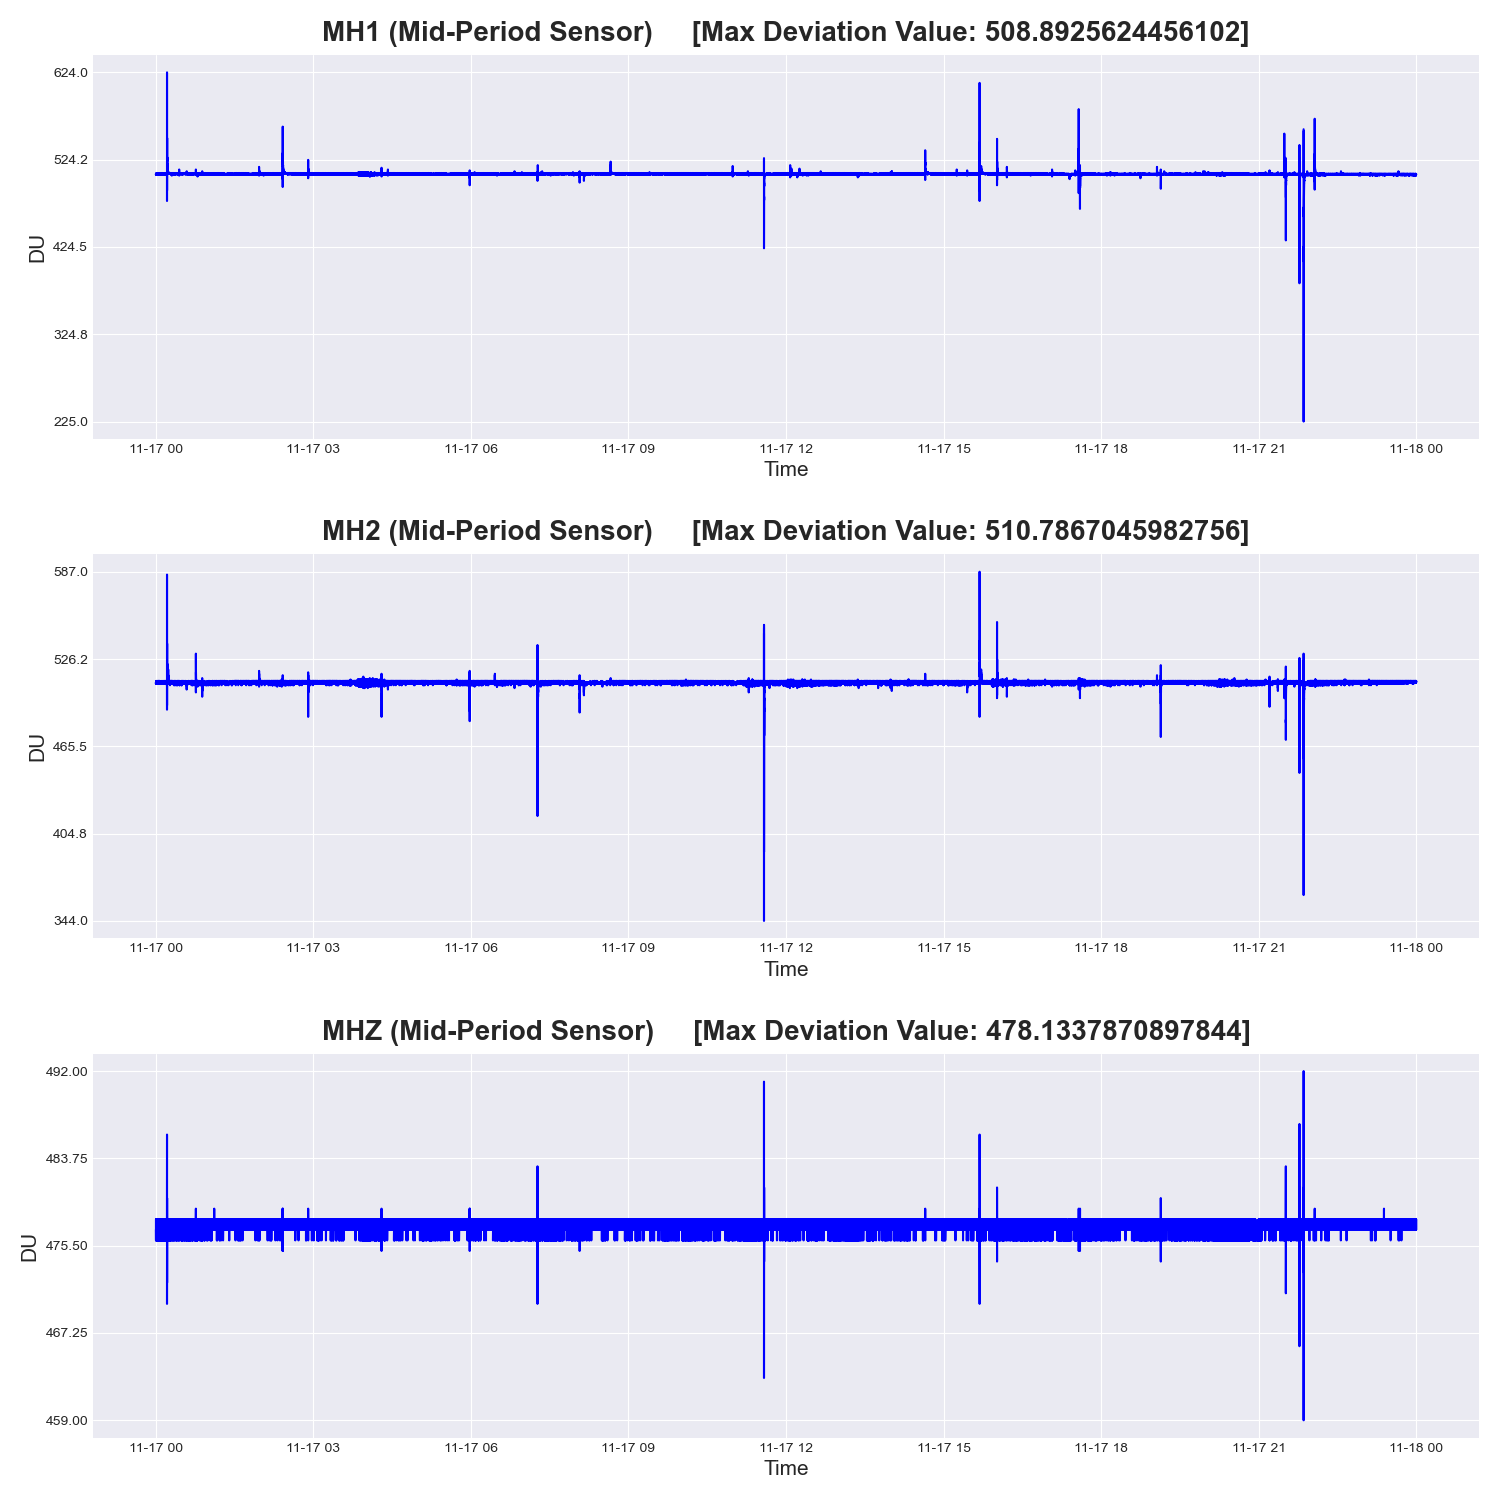 MH1 (Mid-Period Sensor) [Max Deviation Value: 508.8925624456102]
624.0
524.2
424.5
324.8
225.0
DU
11-17 00 11-17 03 11-17 06 11-17 09 11-17 12 11-17 15 11-17 18 11-17 21 11-18 00
Time
MH2 (Mid-Period Sensor) [Max Deviation Value: 510.7867045982756]
587.0
526.2
465.5
404.8
344.0
DU
11-17 00 11-17 03 11-17 06 11-17 09 11-17 12 11-17 15 11-17 18 11-17 21 11-18 00
Time
MHZ (Mid-Period Sensor) [Max Deviation Value: 478.1337870897844]
492.00
483.75
475.50
467.25
459.00
DU
11-17 00 11-17 03 11-17 06 11-17 09 11-17 12 11-17 15 11-17 18 11-17 21 11-18 00
Time